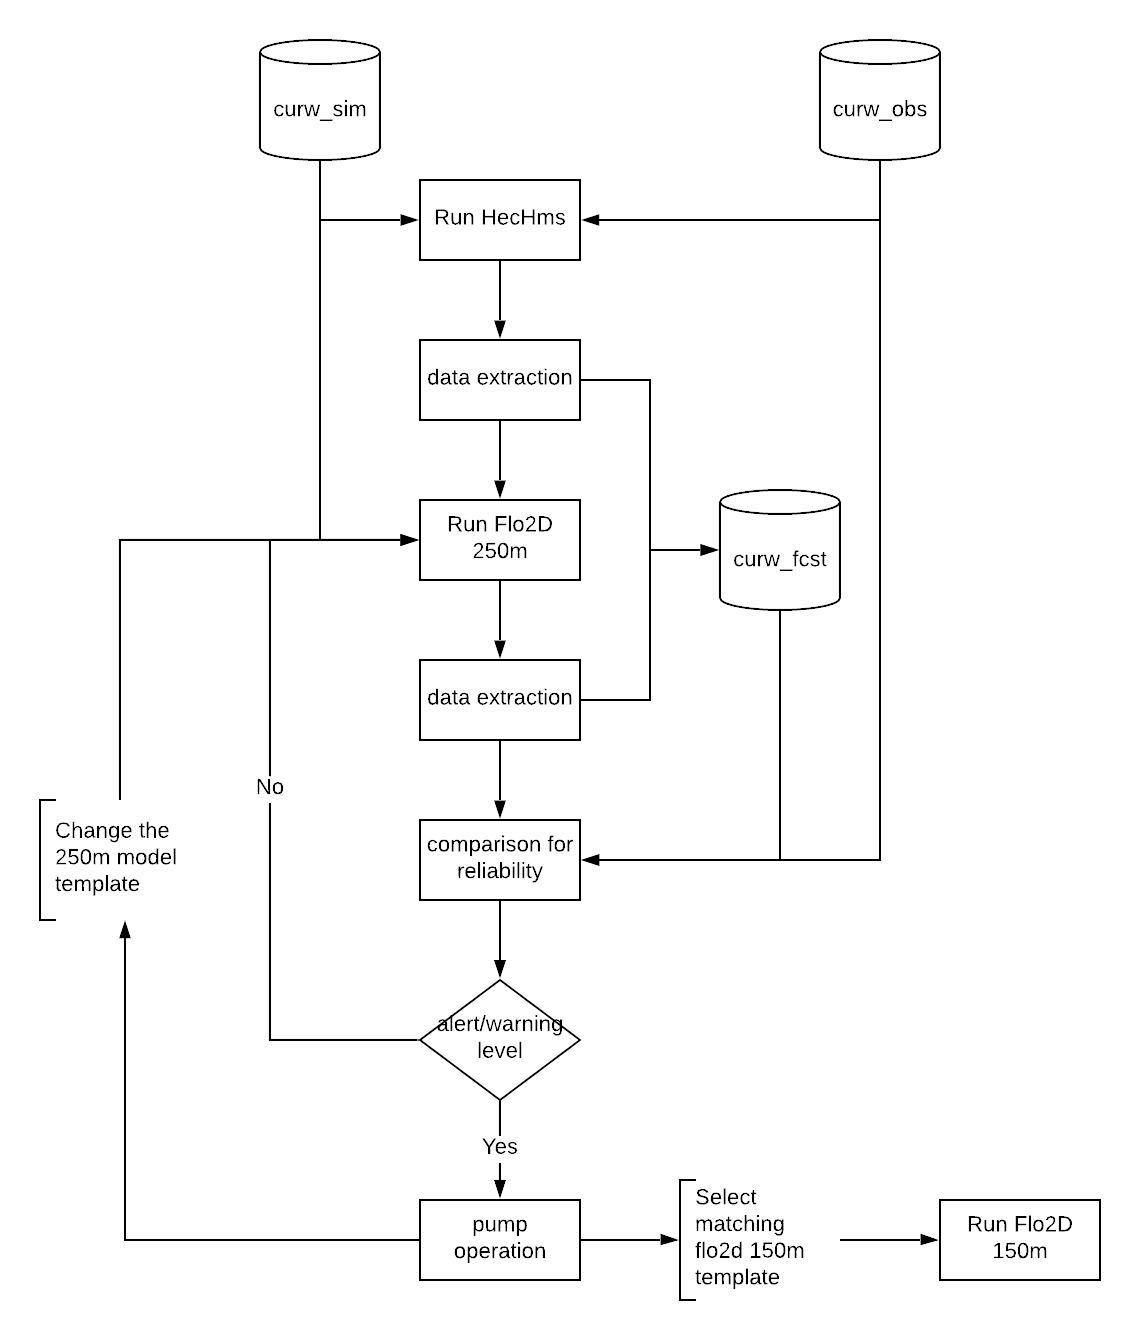 curw_sim
curw_obs
Run HecHms
data extraction
Run Flo2D
250m
curw_fcst
data extraction
No
Change the
250m model
template
comparison for
reliability
alert/warning
level
Yes
pump
operation
Select
matching
flo2d 150m
template
Run Flo2D
150m